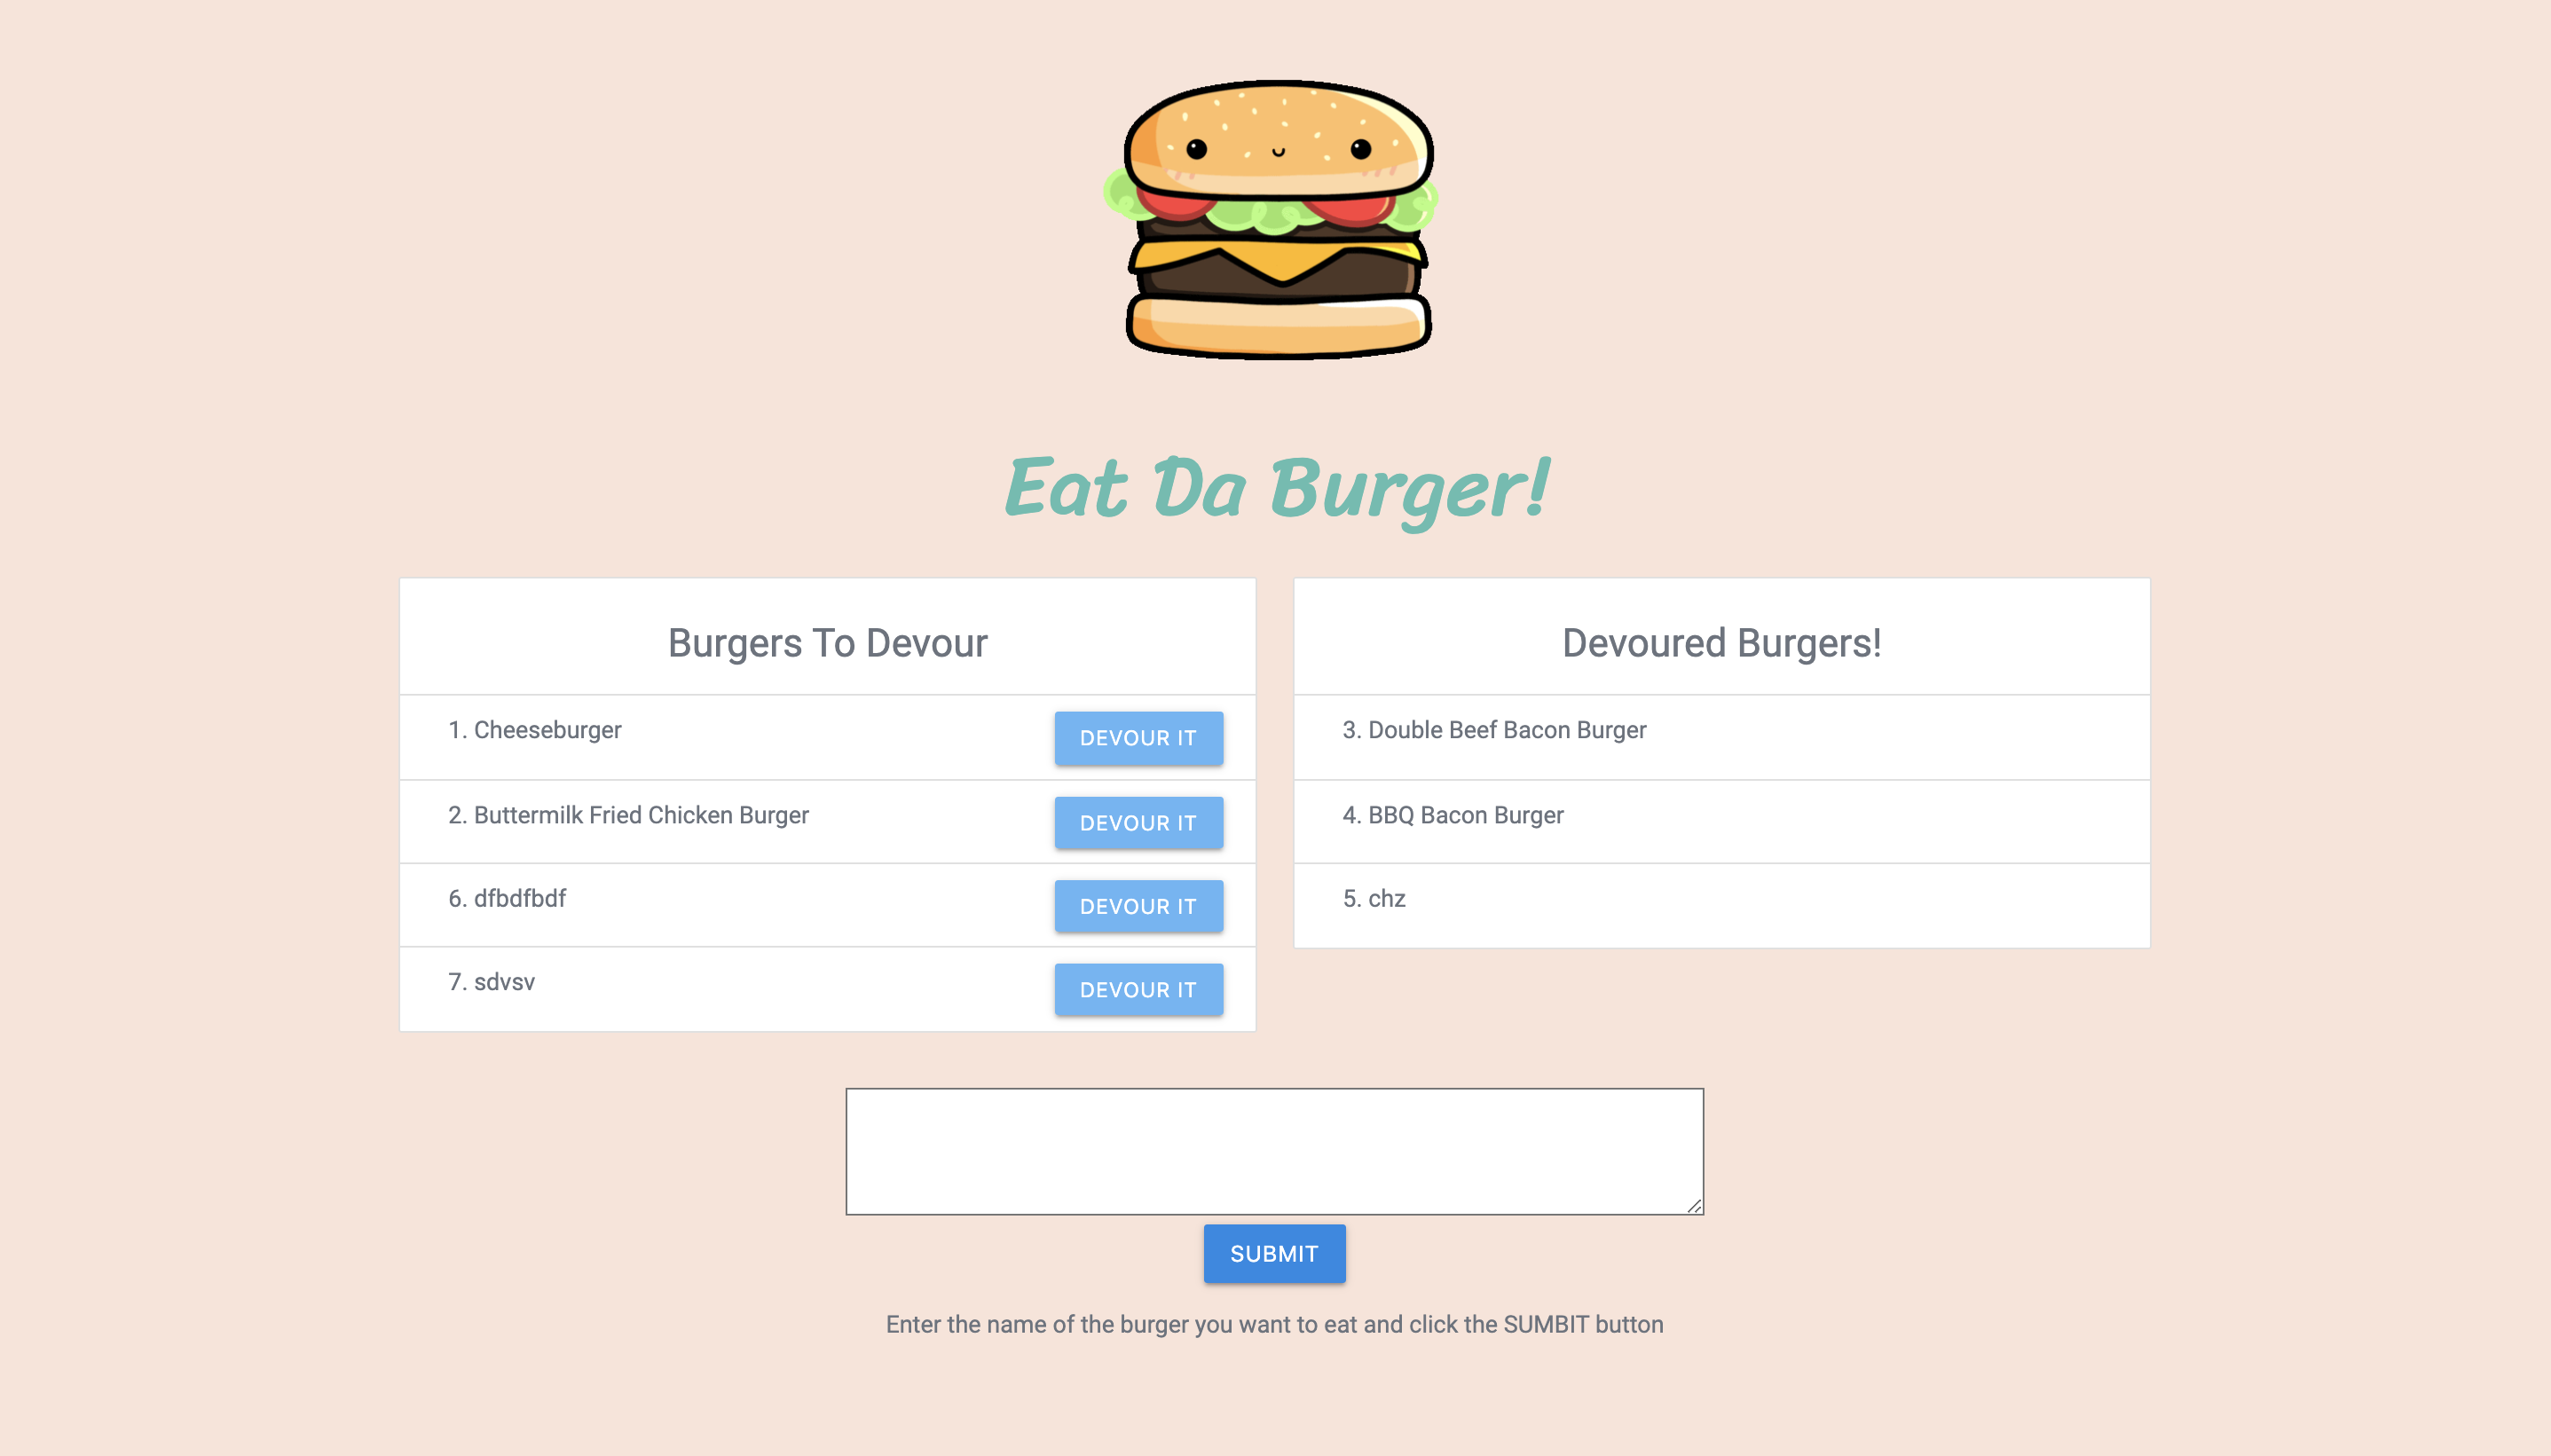 Eat Da Burger!
Burgers To Devour
1. Cheeseburger
DEVOUR IT
2. Buttermilk Fried Chicken Burger
DEVOUR IT
6. dfbdfbdf
DEVOUR IT
7. sdvsv
DEVOUR IT
Devoured Burgers!
3. Double Beef Bacon Burger
4. BBQ Bacon Burger
5. chz
SUBMIT
Enter the name of the burger you want to eat and click the SUMBIT button